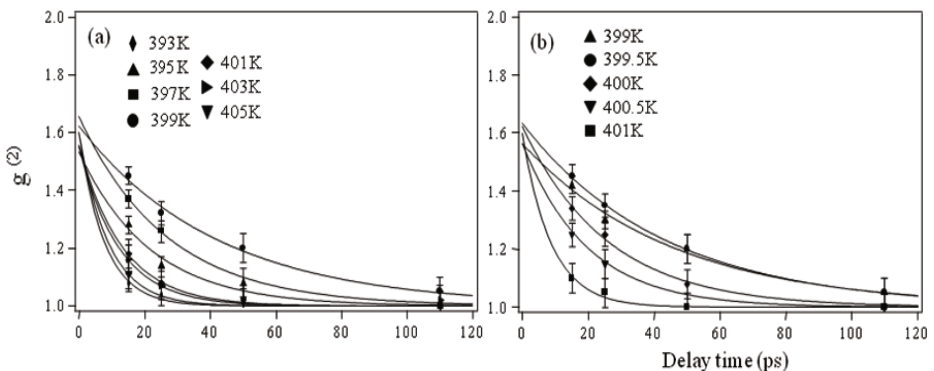 (a)
393K
395K
397K
399K
401K
403K
405K
(b)
399K
399.5K
400K
400.5K
401K
g(2)
2.0
1.8
1.6
1.4
1.2
1.0
0 20 40 60 80 100 120
2.0
1.8
1.6
1.4
1.2
1.0
0 20 40 60 80 100 120
Delay time (ps)